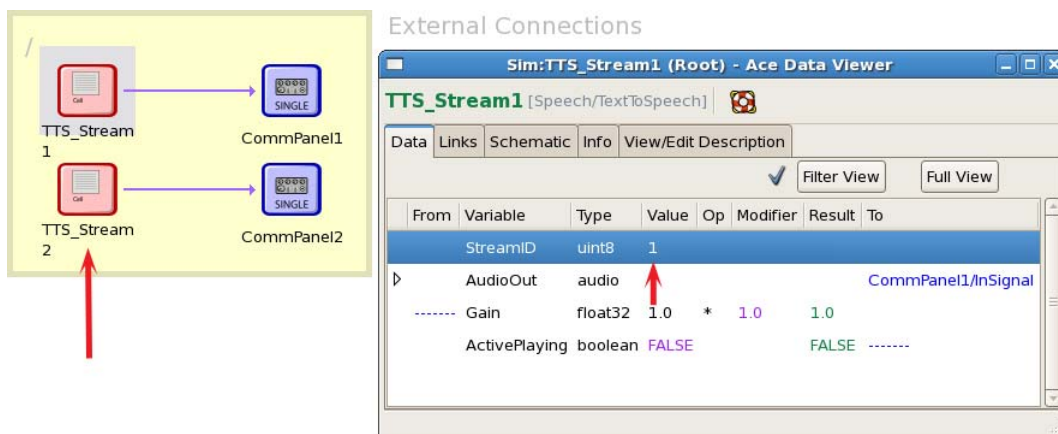 External Connections
/
Cell
SINGLE
TTS_Stream
1
CommPanel1
Cell
SINGLE
TTS_Stream
2
CommPanel2
Sim:TTS_Stream1 (Root) - Ace Data Viewer
TTS_Stream1 [Speech/TextToSpeech]
Data Links Schematic Info View/Edit Description
Filter View Full View
From Variable Type Value Op Modifier Result To
StreamID uint8 1
AudioOut audio CommPanel1/InSignal
------- Gain float32 1.0 * 1.0 1.0
ActivePlaying boolean FALSE FALSE -------